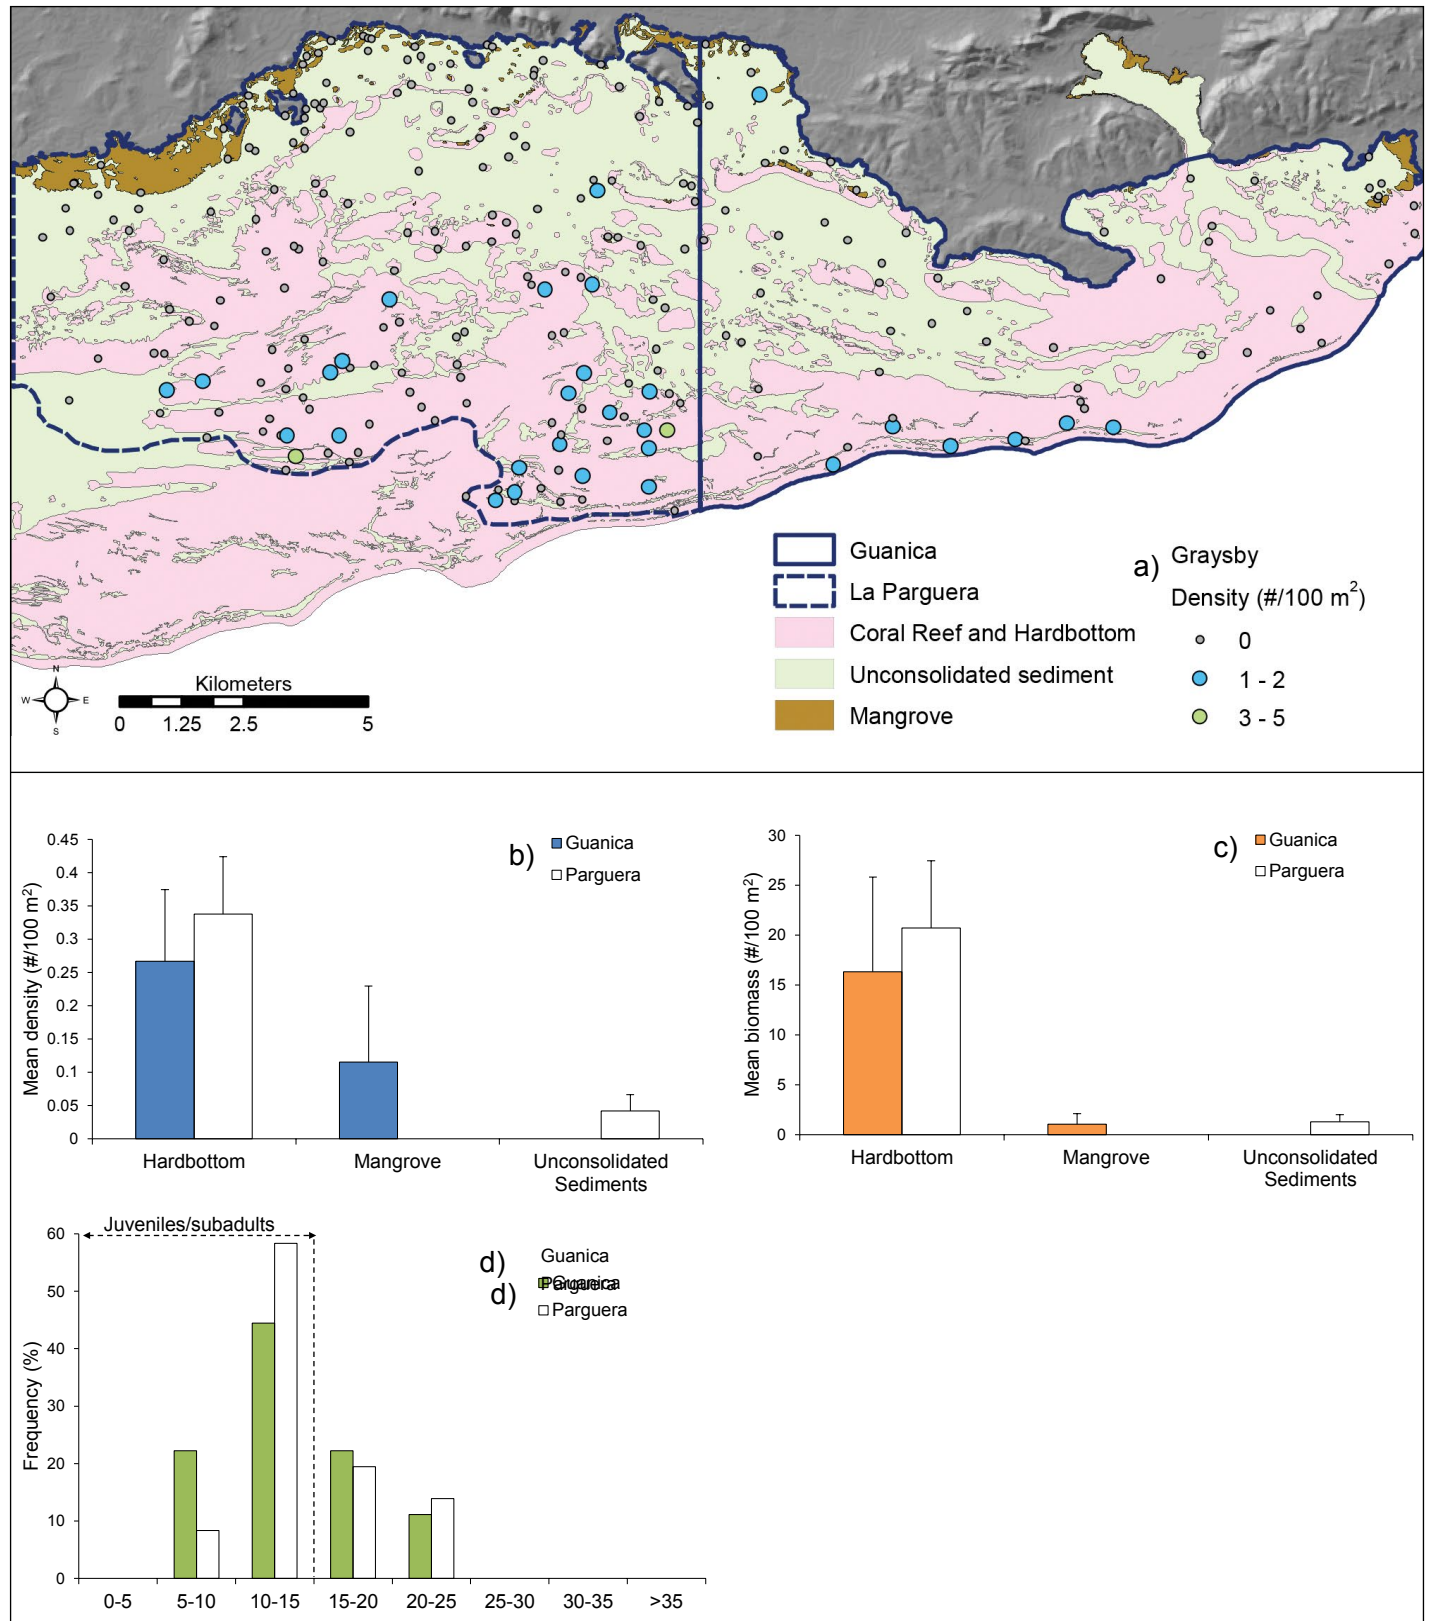 N
W E
S
Kilometers
0 1.25 2.5 5
Guanica
La Parguera
Coral Reef and Hardbottom
Unconsolidated sediment
Mangrove
a) Graysby
Density (#/100 m²)
0
1 - 2
3 - 5
b)
Guanica
Parguera
Mean density (#/100 m²)
0.45
0.4
0.35
0.3
0.25
0.2
0.15
0.1
0.05
0
Hardbottom Mangrove Unconsolidated
Sediments
c)
Guanica
Parguera
Mean biomass (#/100 m²)
30
25
20
15
10
5
0
Hardbottom Mangrove Unconsolidated
Sediments
Juveniles/subadults
d) Guanica
Parguera
d) Guanica
Parguera
Frequency (%)
60
50
40
30
20
10
0
0-5 5-10 10-15 15-20 20-25 25-30 30-35 >35